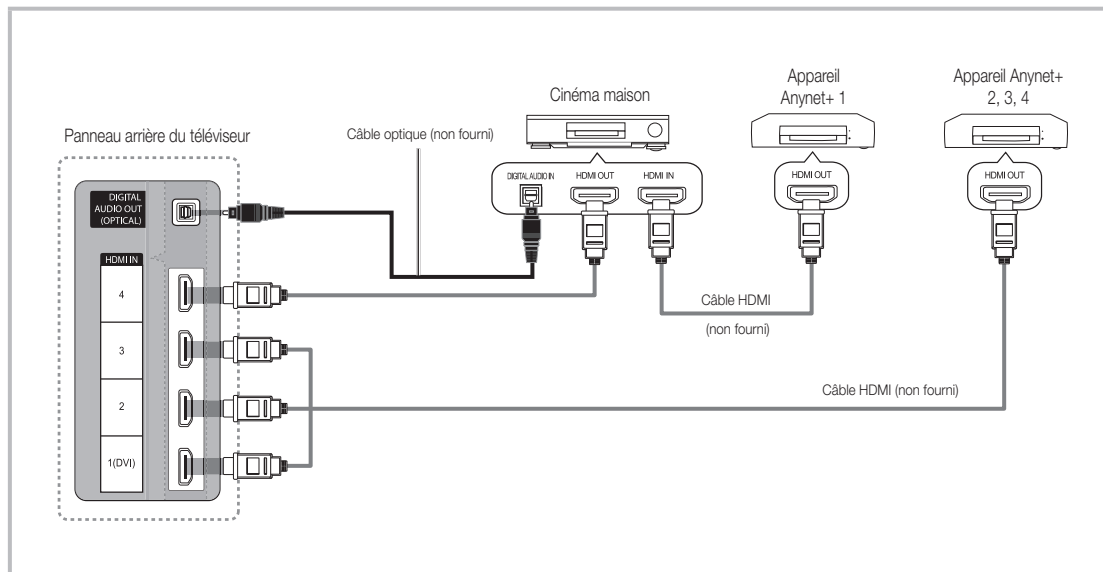 Appareil
Anynet+ 1
Appareil Anynet+
2, 3, 4
Cinéma maison
Panneau arrière du téléviseur
Câble optique (non fourni)
DIGITAL AUDIO IN
HDMI OUT
HDMI IN
HDMI OUT
HDMI OUT
DIGITAL
AUDIO OUT
(OPTICAL)
HDMI IN
4
3
2
1(DVI)
Câble HDMI
(non fourni)
Câble HDMI (non fourni)